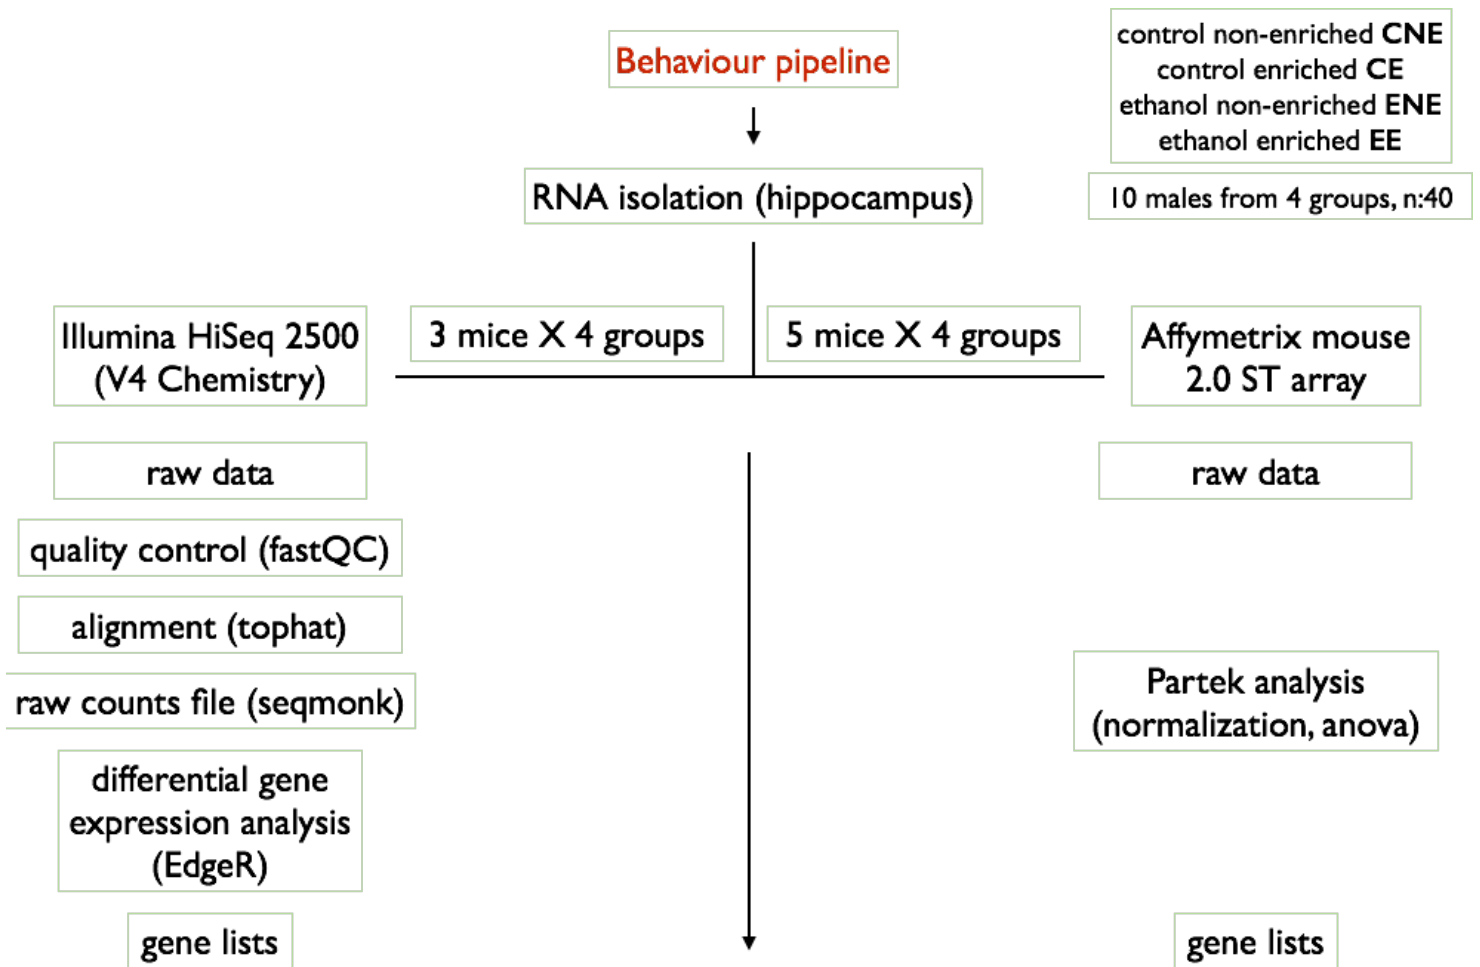 Behaviour pipeline
control non-enriched CNE
control enriched CE
ethanol non-enriched ENE
ethanol enriched EE
RNA isolation (hippocampus)
10 males from 4 groups, n:40
Illumina HiSeq 2500
(V4 Chemistry)
3 mice X 4 groups
5 mice X 4 groups
Affymetrix mouse
2.0 ST array
raw data
raw data
quality control (fastQC)
alignment (tophat)
raw counts file (seqmonk)
Partek analysis
(normalization, anova)
differential gene
expression analysis
(EdgeR)
gene lists
gene lists